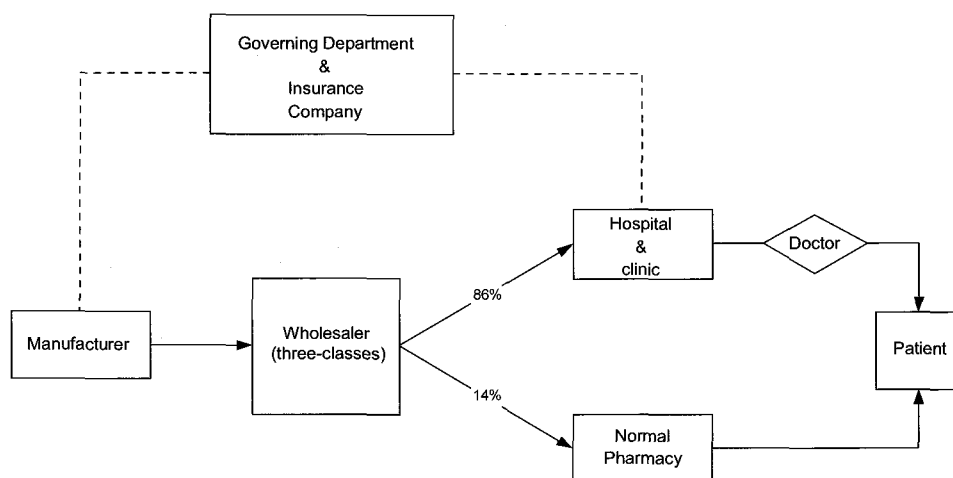 Governing Department
&
Insurance
Company
Hospital
&
clinic
Doctor
86%
Manufacturer
Wholesaler
(three-classes)
Patient
14%
Normal
Pharmacy